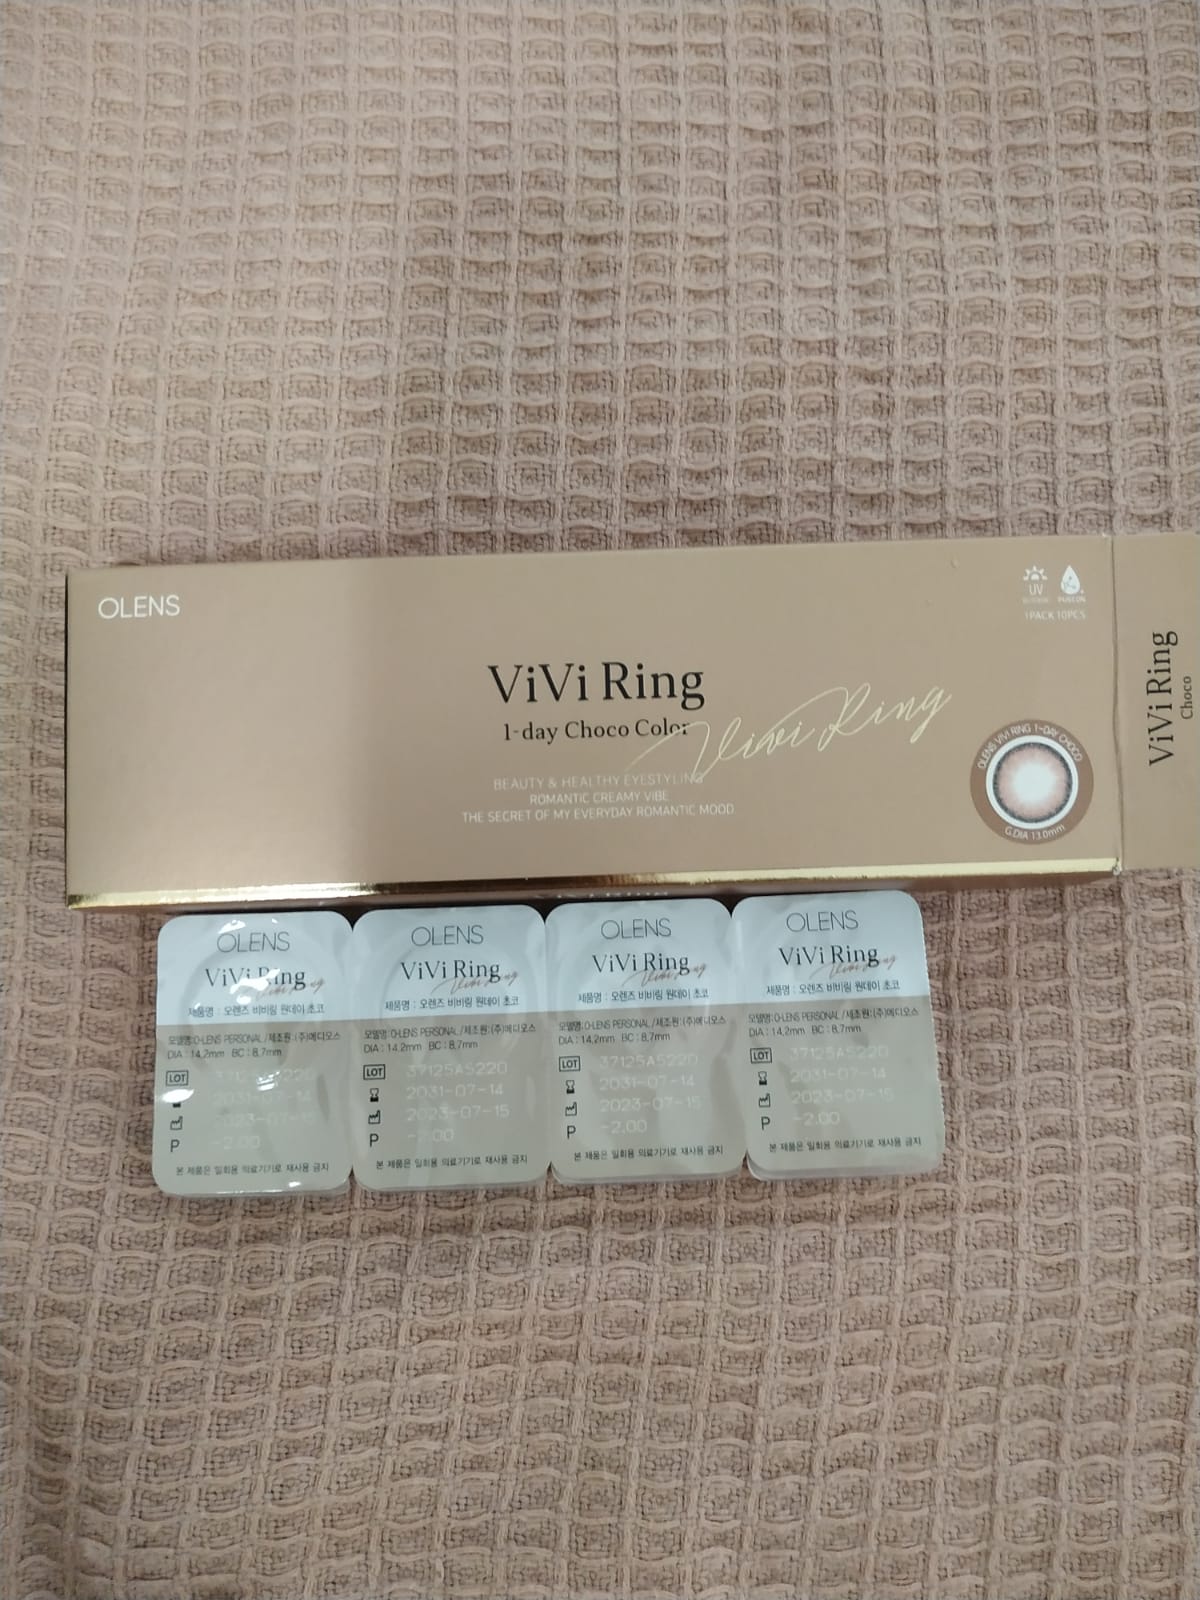 OLENS
UV
1PACK 10PCS
ViVi Ring
1-day Choco Color
Vivi Ring
BEAUTY & HEALTHY EYESTYLING
ROMANTIC CREAMY VIBE
THE SECRET OF MY EVERYDAY ROMANTIC MOOD
OLENS VIVI RING 1-DAY CHOCO
G.DIA 13.0mm
ViVi Ring
Choco
OLENS
ViVi Ring
제품명 : 오렌즈 비비링 원데이 초코
모델명:O-LENS PERSONAL /제조원:(주)메디오스
DIA : 14.2mm BC : 8.7mm
LOT
P -2.00
본 제품은 일회용 의료기기로 재사용 금지
OLENS
ViVi Ring
제품명 : 오렌즈 비비링 원데이 초코
모델명:O-LENS PERSONAL /제조원:(주)메디오스
DIA : 14.2mm BC : 8.7mm
LOT 37125A5220
2031-07-14
2023-07-15
P -2.00
본 제품은 일회용 의료기기로 재사용 금지
OLENS
ViVi Ring
제품명 : 오렌즈 비비링 원데이 초코
모델명:O-LENS PERSONAL /제조원:(주)메디오스
DIA : 14.2mm BC : 8.7mm
LOT 37125A5220
2031-07-14
2023-07-15
P -2.00
본 제품은 일회용 의료기기로 재사용 금지
OLENS
ViVi Ring
제품명 : 오렌즈 비비링 원데이 초코
모델명:O-LENS PERSONAL /제조원:(주)메디오스
DIA : 14.2mm BC : 8.7mm
LOT 37125A5220
2031-07-14
2023-07-15
P -2.00
본 제품은 일회용 의료기기로 재사용 금지